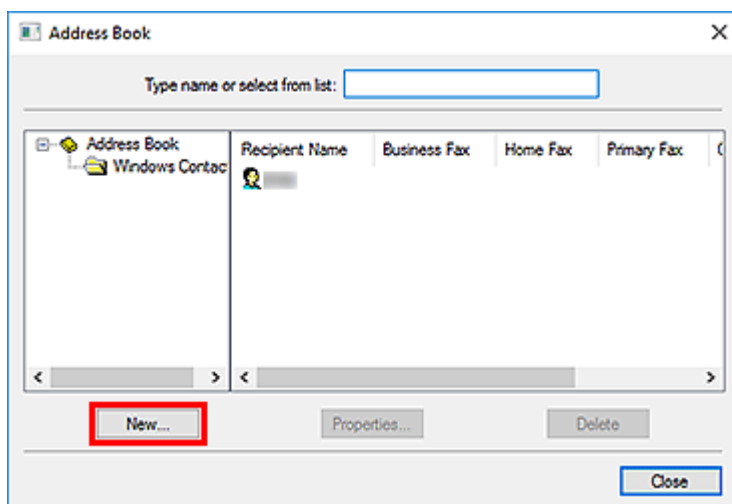 Address Book
Type name or select from list:
Address Book
Windows Contac
Recipient Name Business Fax Home Fax Primary Fax
New... Properties... Delete
Close